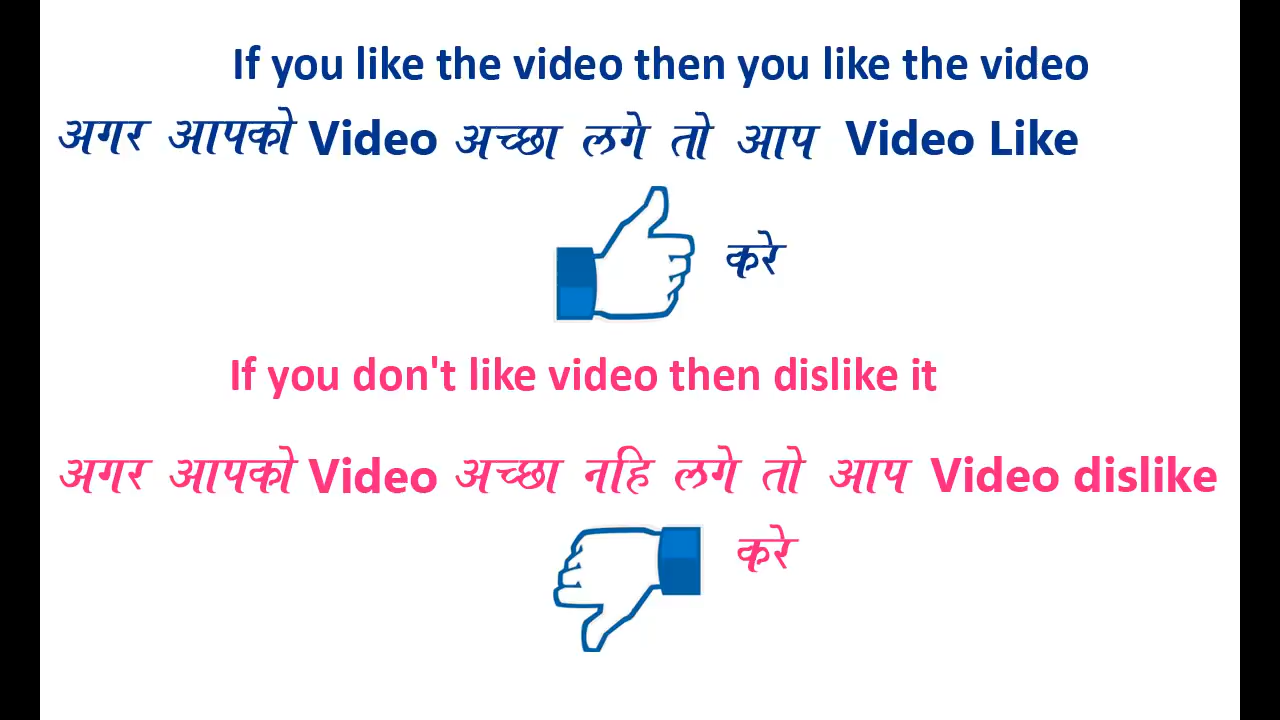 If you like the video then you like the video
अगर आपको Video अच्छा लगे तो आप Video Like
करे
If you don't like video then dislike it
अगर आपको Video अच्छा नहि लगे तो आप Video dislike
करे